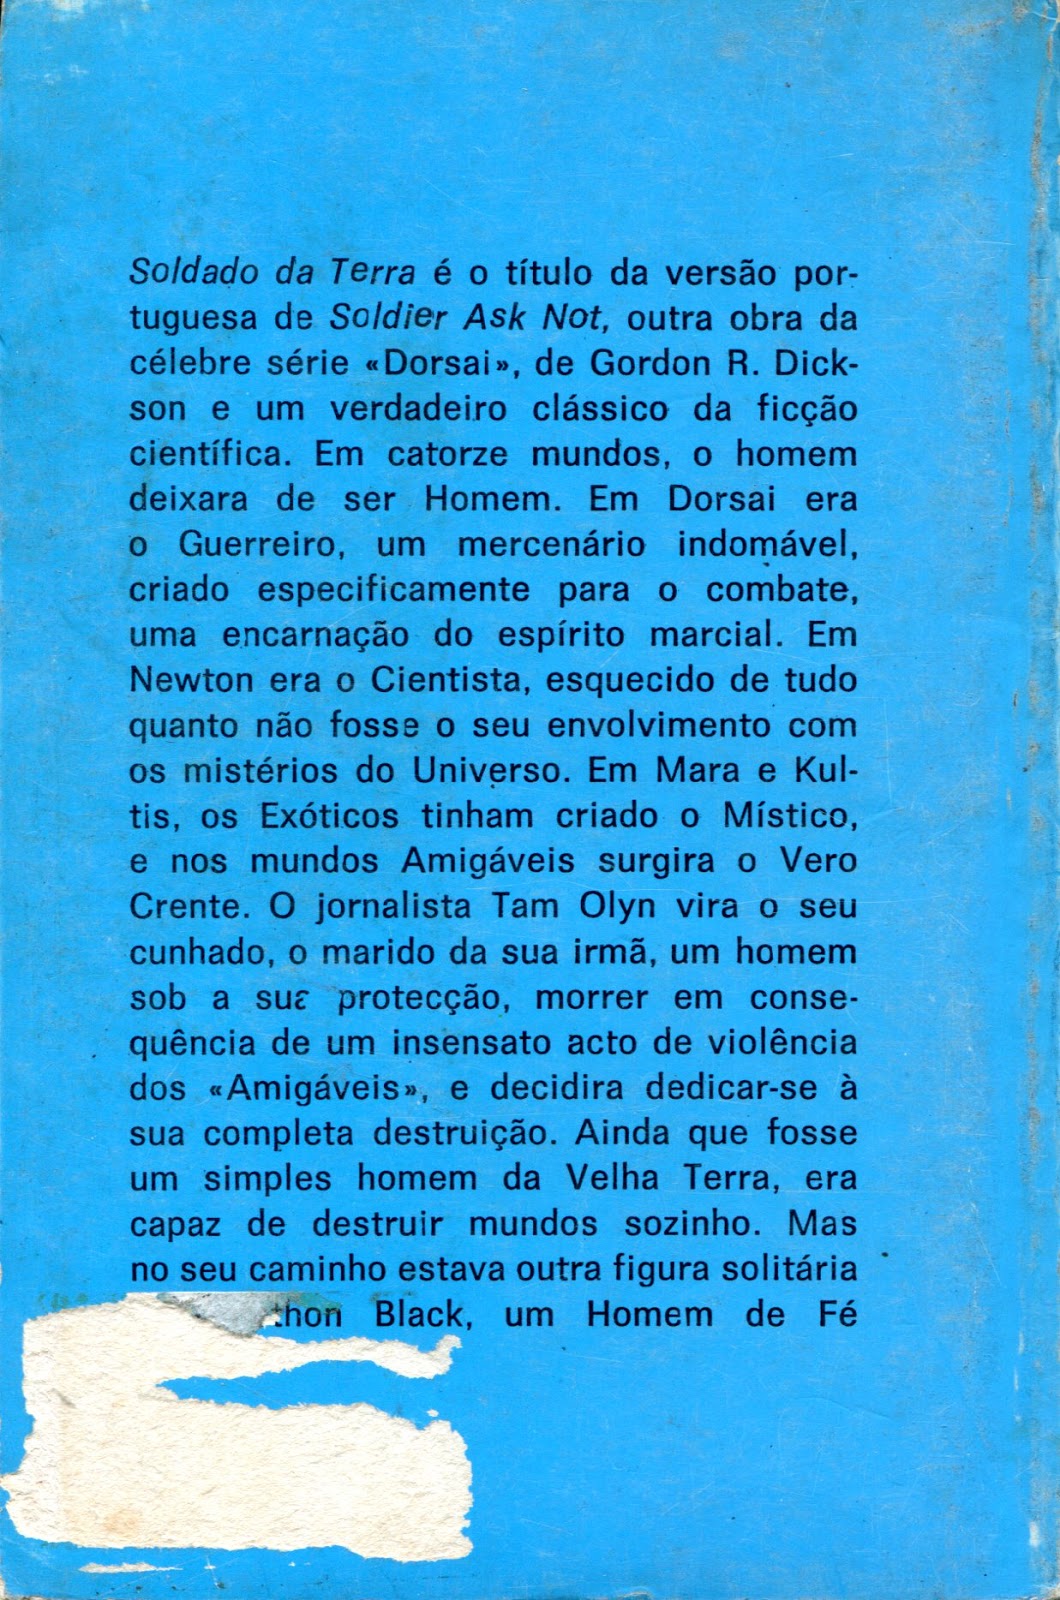 Soldado da Terra é o título da versão por-
tuguesa de Soldier Ask Not, outra obra da
célebre série «Dorsai», de Gordon R. Dick-
son e um verdadeiro clássico da ficção
científica. Em catorze mundos, o homem
deixara de ser Homem. Em Dorsai era
o Guerreiro, um mercenário indomável,
criado especificamente para o combate,
uma encarnação do espírito marcial. Em
Newton era o Cientista, esquecido de tudo
quanto não fosse o seu envolvimento com
os mistérios do Universo. Em Mara e Kul-
tis, os Exóticos tinham criado o Místico,
e nos mundos Amigáveis surgira o Vero
Crente. O jornalista Tam Olyn vira o seu
cunhado, o marido da sua irmã, um homem
sob a sua protecção, morrer em conse-
quência de um insensato acto de violência
dos «Amigáveis», e decidira dedicar-se à
sua completa destruição. Ainda que fosse
um simples homem da Velha Terra, era
capaz de destruir mundos sozinho. Mas
no seu caminho estava outra figura solitária
Black, um Homem de Fé